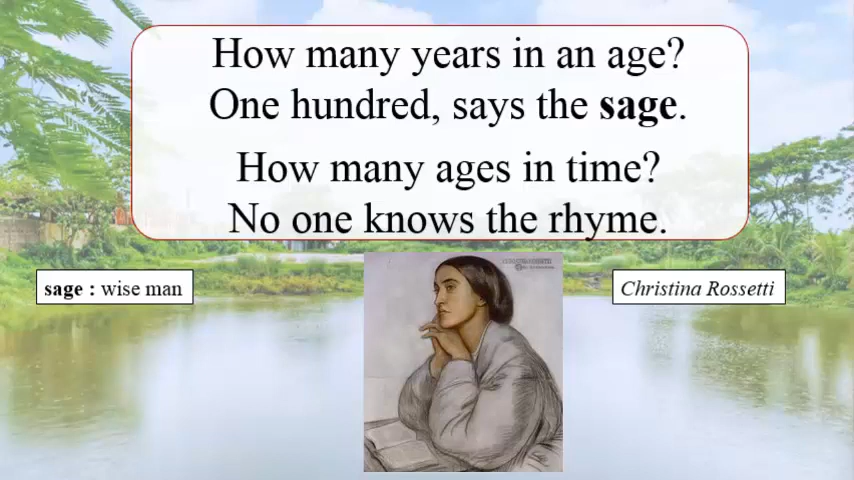 How many years in an age?
One hundred, says the sage.
How many ages in time?
No one knows the rhyme.
sage : wise man
Christina Rossetti